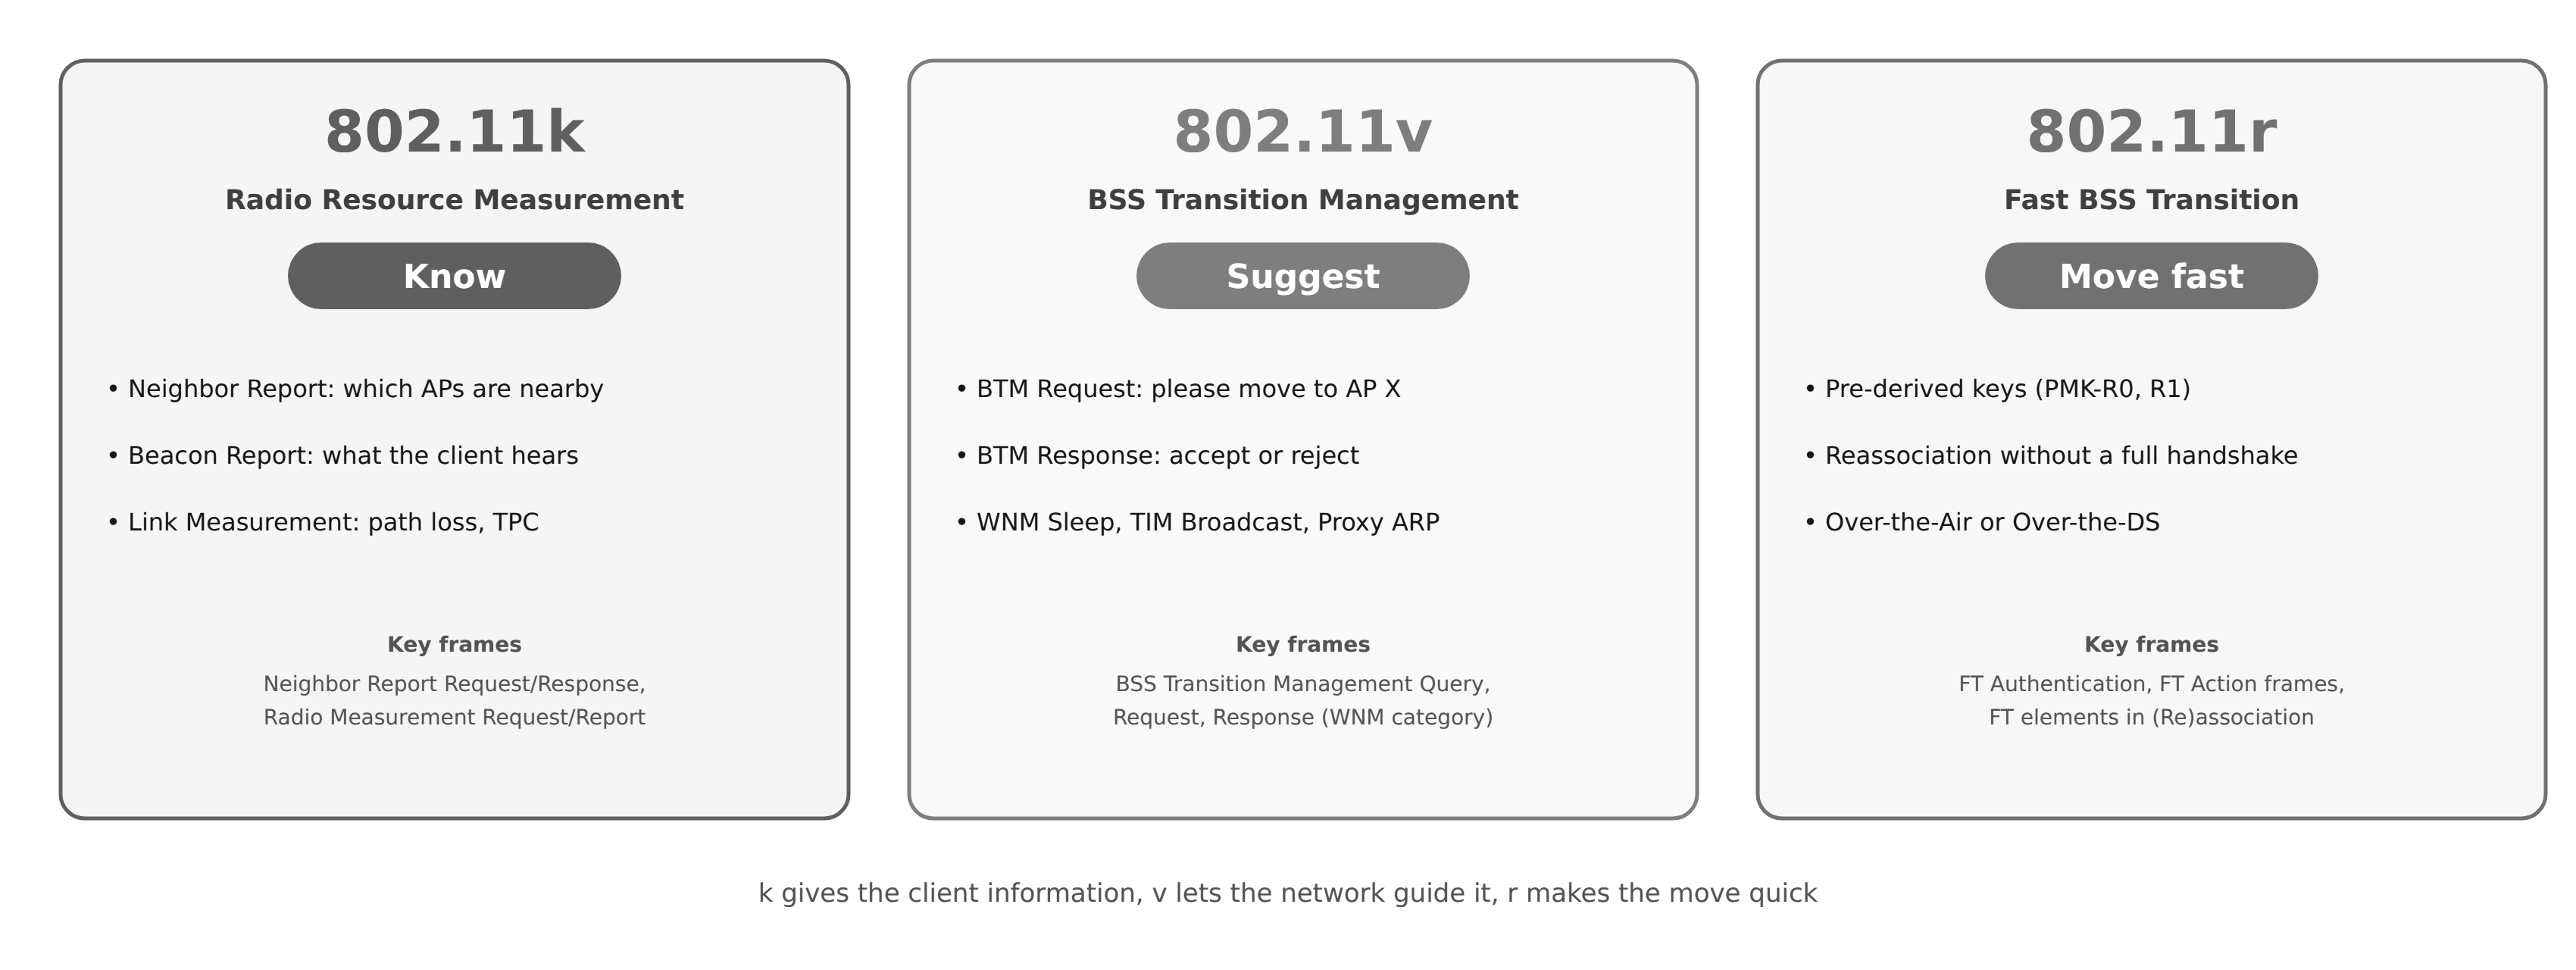 802.11k
Radio Resource Measurement
Know
• Neighbor Report: which APs are nearby
• Beacon Report: what the client hears
• Link Measurement: path loss, TPC
Key frames
Neighbor Report Request/Response,
Radio Measurement Request/Report
802.11v
BSS Transition Management
Suggest
• BTM Request: please move to AP X
• BTM Response: accept or reject
• WNM Sleep, TIM Broadcast, Proxy ARP
Key frames
BSS Transition Management Query,
Request, Response (WNM category)
802.11r
Fast BSS Transition
Move fast
• Pre-derived keys (PMK-R0, R1)
• Reassociation without a full handshake
• Over-the-Air or Over-the-DS
Key frames
FT Authentication, FT Action frames,
FT elements in (Re)association
k gives the client information, v lets the network guide it, r makes the move quick